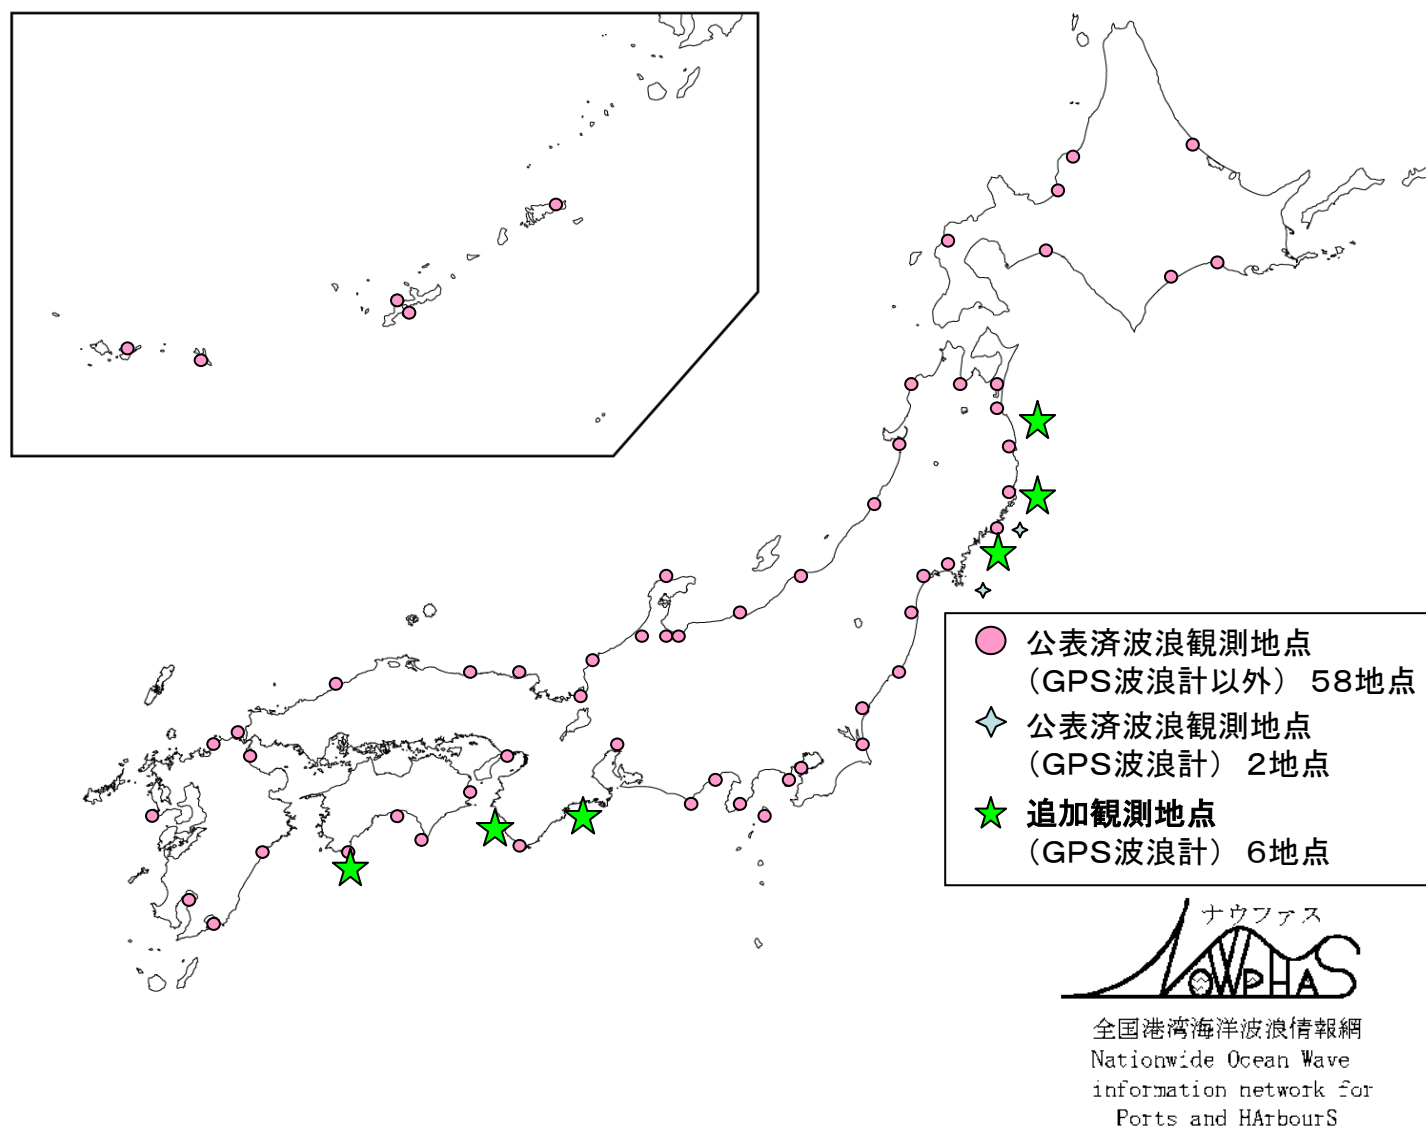 公表済波浪観測地点
（GPS波浪計以外） 58地点
公表済波浪観測地点
（GPS波浪計） 2地点
追加観測地点
（GPS波浪計） 6地点
ナウファス
NOWPHAS
全国港湾海洋波浪情報網
Nationwide Ocean Wave
information network for
Ports and HArbourS